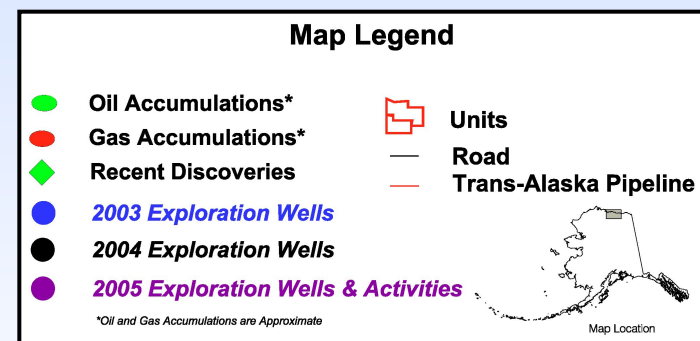 Map Legend
Oil Accumulations*
Gas Accumulations*
Recent Discoveries
2003 Exploration Wells
2004 Exploration Wells
2005 Exploration Wells & Activities
*Oil and Gas Accumulations are Approximate
Units
Road
Trans-Alaska Pipeline
Map Location